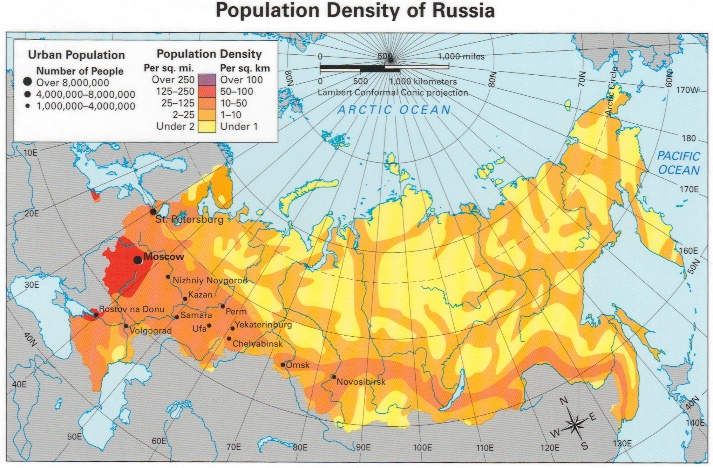 Population Density of Russia
Urban Population
Number of People
Over 8,000,000
4,000,000–8,000,000
1,000,000–4,000,000
Population Density
Per sq. mi. Per sq. km
Over 250 Over 100
125–250 50–100
25–125 10–50
2–25 1–10
Under 2 Under 1
0 500 1,000 miles
0 500 1,000 kilometers
Lambert Conformal Conic projection
ARCTIC OCEAN
80N
70N
Arctic Circle
60N
170W
180
PACIFIC
OCEAN
170E
160E
50N
10E
20E
30E
40N
40E
St. Petersburg
Moscow
Nizhniy Novgorod
Kazan
Rostov na Donu
Samara
Perm
Volgograd
Ufa
Yekaterinburg
Chelyabinsk
Omsk
Novosibirsk
N
W E
S
40N
140E
50E
60E
70E
80E
90E
100E
110E
120E
130E